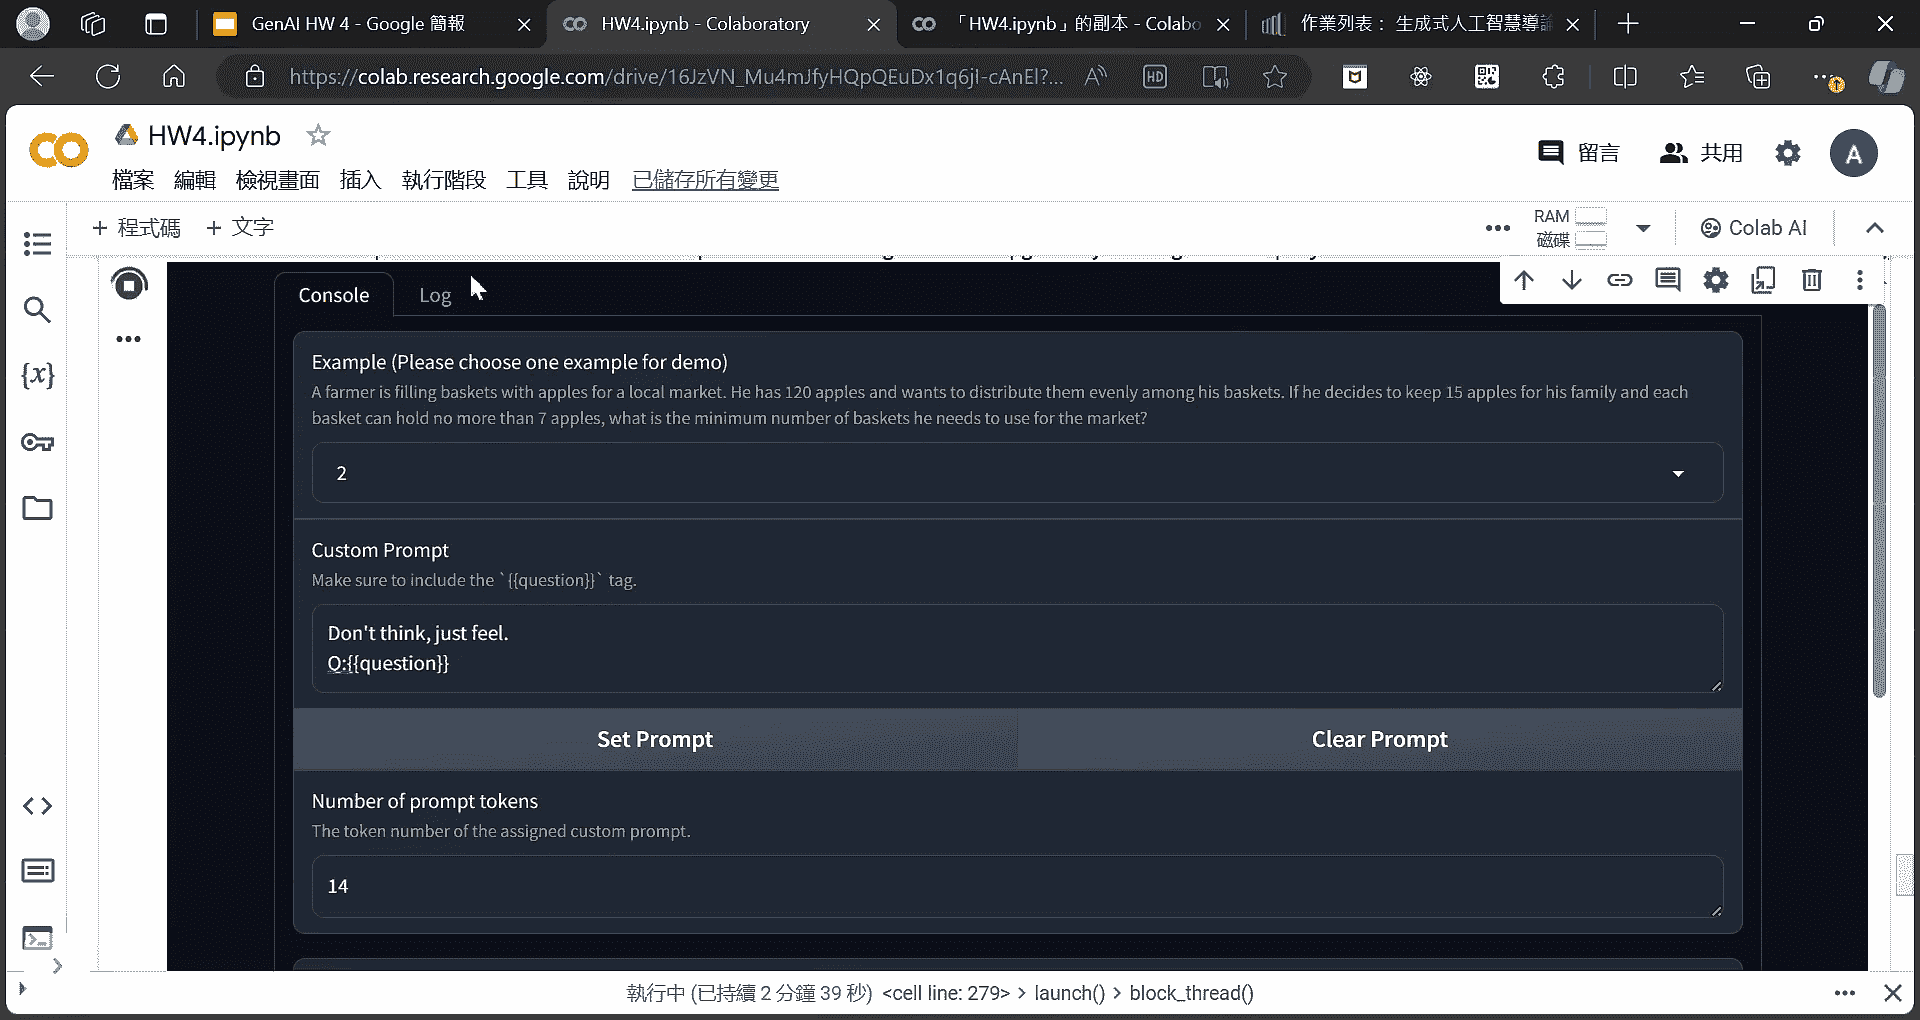 GenAI HW 4 - Google 簡報
HW4.ipynb - Colaboratory
「HW4.ipynb」的副本 - Colabo
作業列表： 生成式人工智慧導論
https://colab.research.google.com/drive/16JzVN_Mu4mJfyHQpQEuDx1q6jI-cAnEl?...
HD
CO
HW4.ipynb
留言
共用
A
檔案 編輯 檢視畫面 插入 執行階段 工具 說明 已儲存所有變更
+ 程式碼 + 文字
RAM
磁碟
Colab AI
Console
Log
Example (Please choose one example for demo)
A farmer is filling baskets with apples for a local market. He has 120 apples and wants to distribute them evenly among his baskets. If he decides to keep 15 apples for his family and each
basket can hold no more than 7 apples, what is the minimum number of baskets he needs to use for the market?
2
Custom Prompt
Make sure to include the `{{question}}` tag.
Don't think, just feel.
Q:{{question}}
Set Prompt
Clear Prompt
Number of prompt tokens
The token number of the assigned custom prompt.
14
執行中 (已持續 2 分鐘 39 秒) <cell line: 279> > launch() > block_thread()